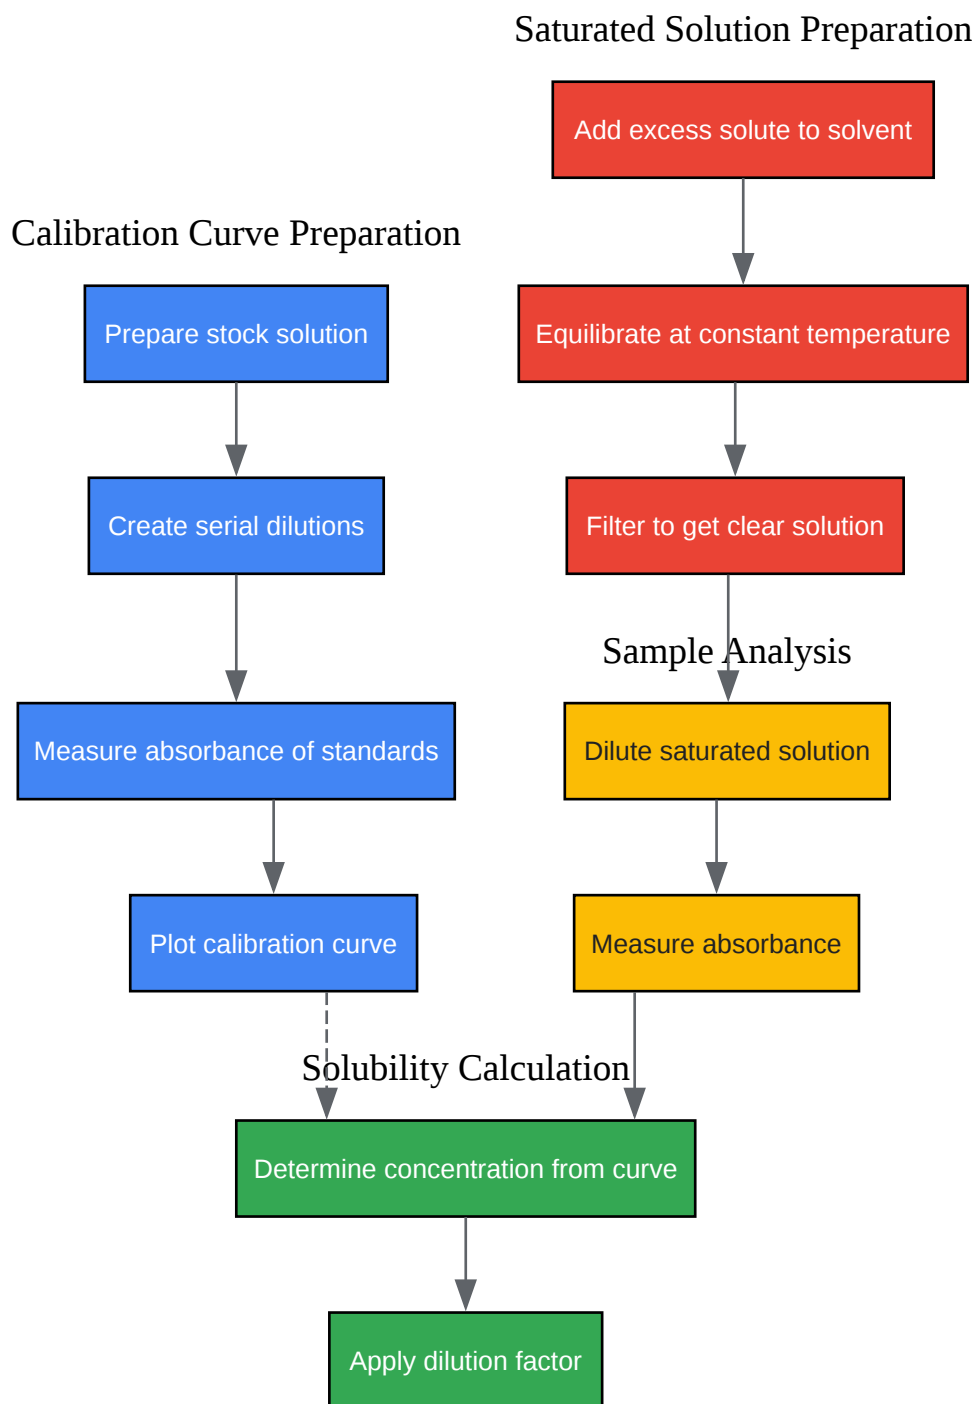 Saturated Solution Preparation
Add excess solute to solvent
Calibration Curve Preparation
Prepare stock solution
Equilibrate at constant temperature
Create serial dilutions
Filter to get clear solution
Sample Analysis
Measure absorbance of standards
Dilute saturated solution
Plot calibration curve
Measure absorbance
Solubility Calculation
Determine concentration from curve
Apply dilution factor